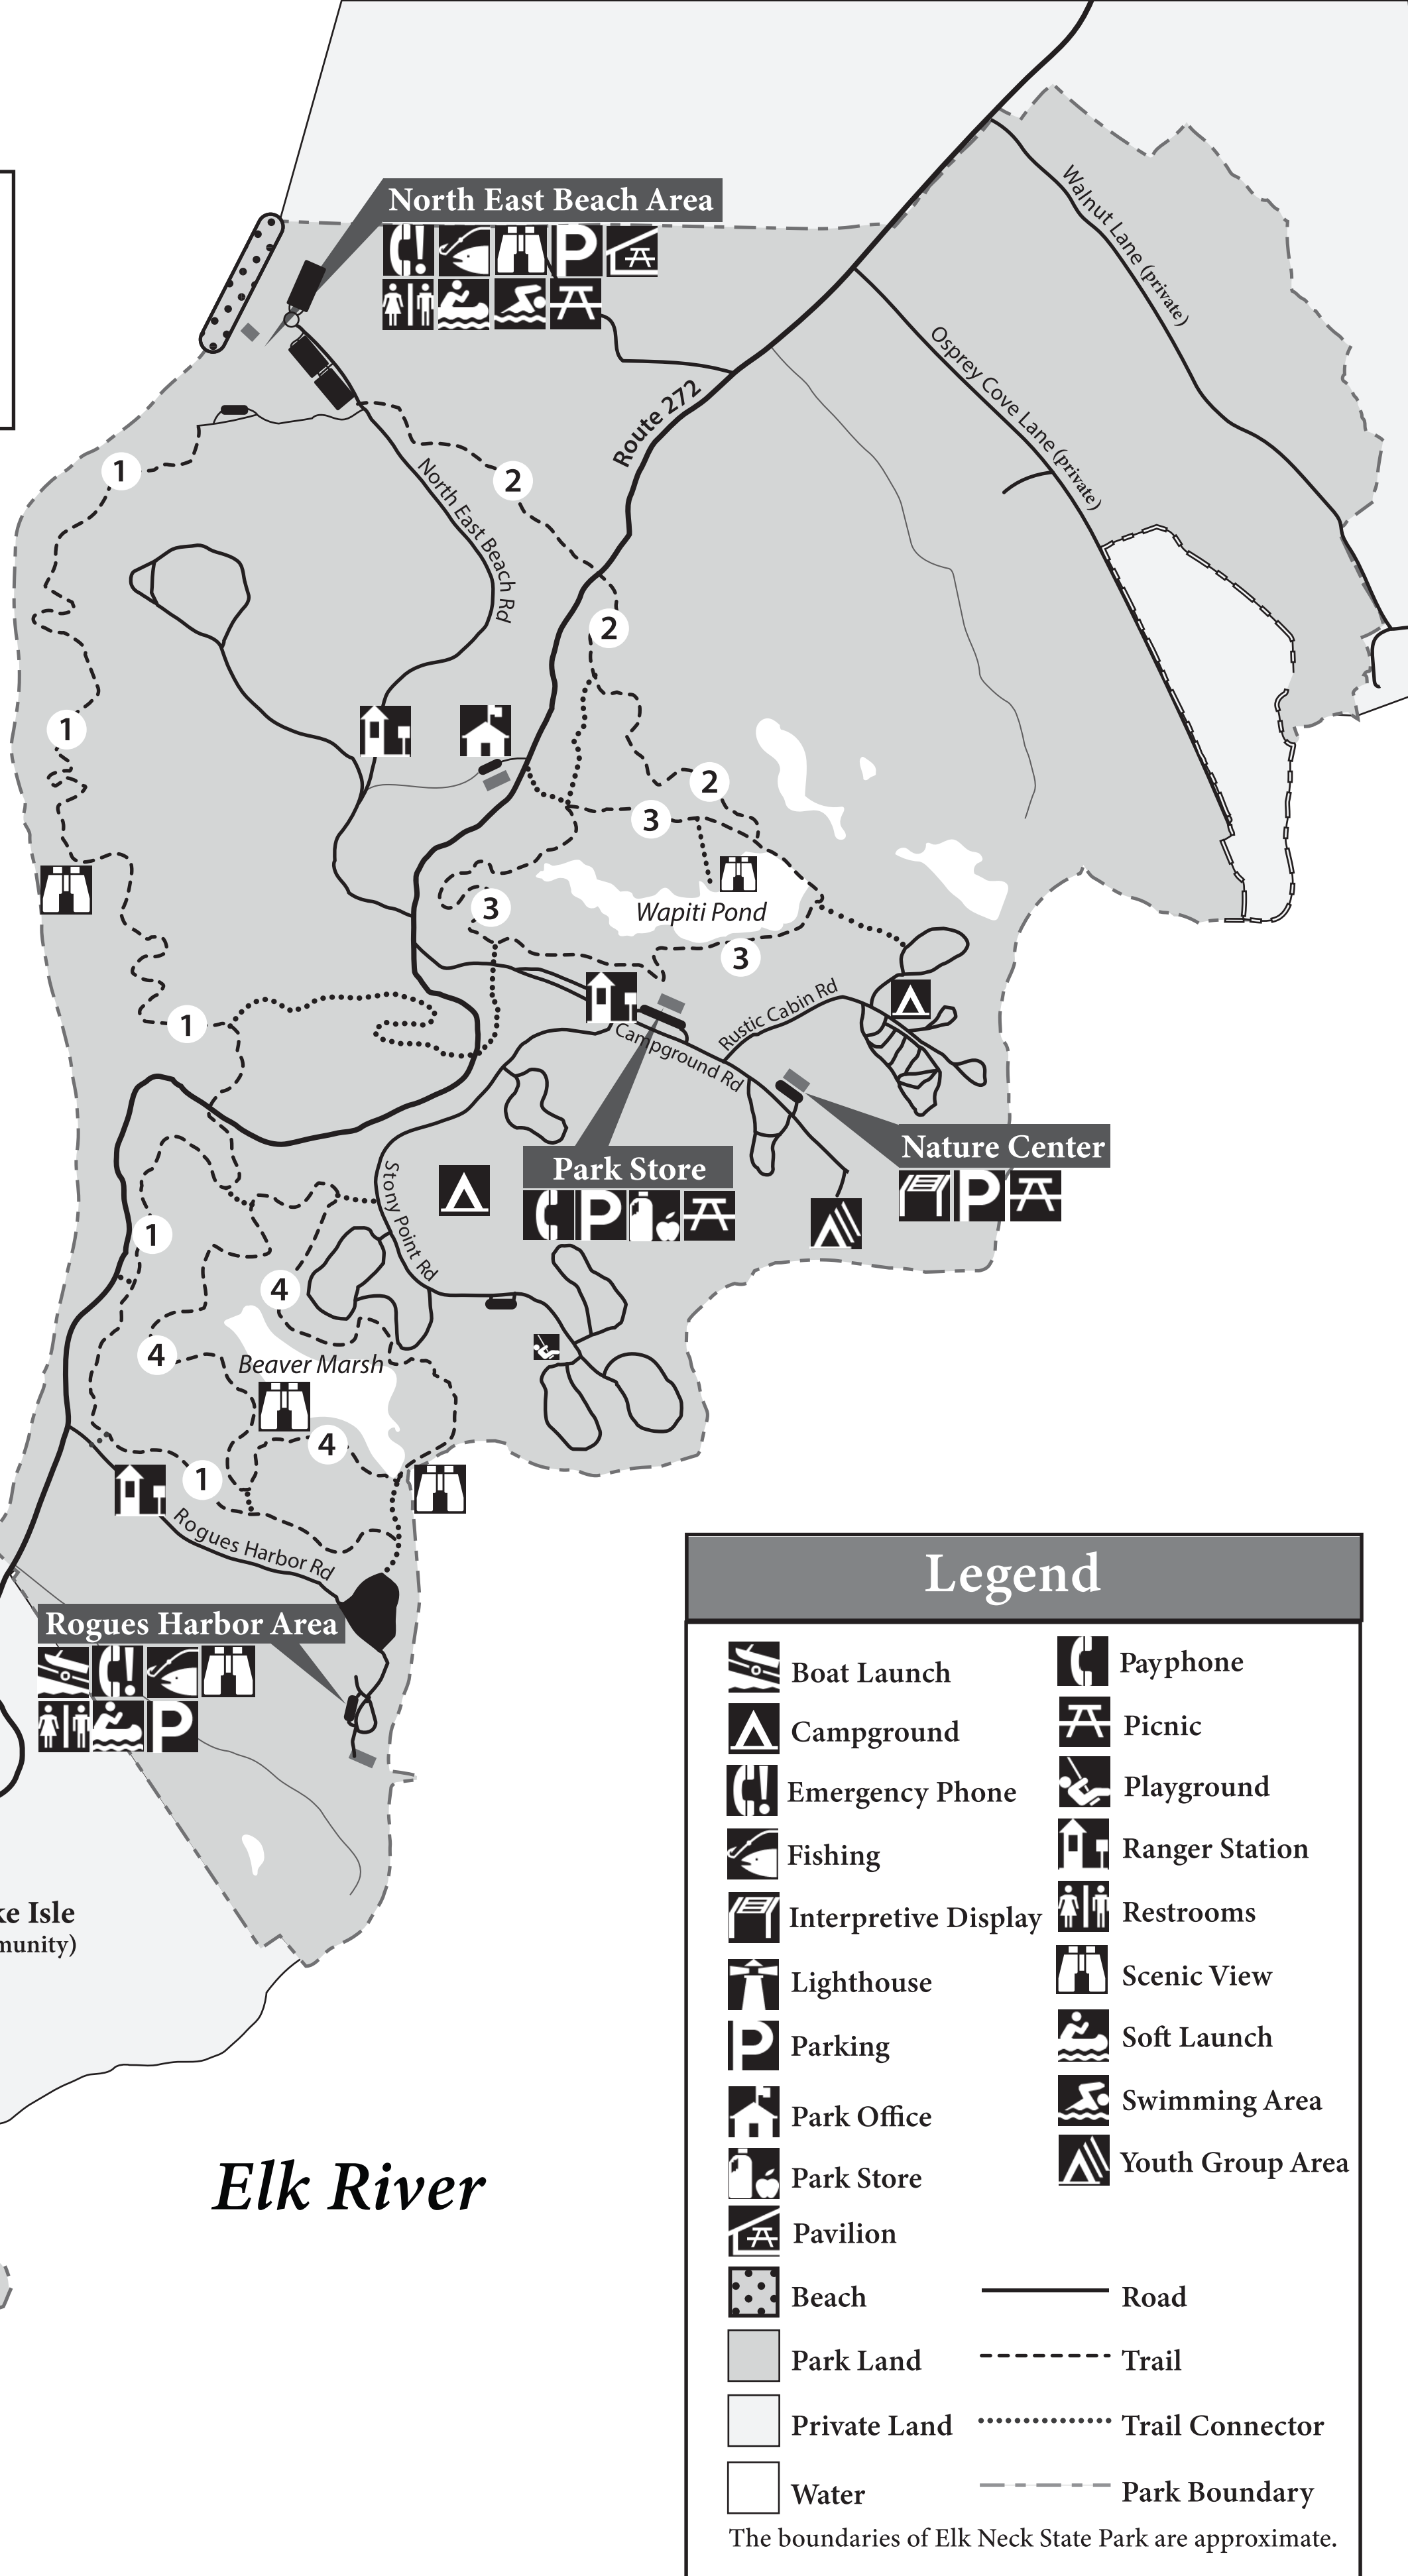 North East Beach Area
P
Walnut Lane (private)
Osprey Cove Lane (private)
Route 272
North East Beach Rd
1
2
2
1
2
3
3
Wapiti Pond
3
1
Rustic Cabin Rd
Campground Rd
Nature Center
P
Park Store
P
Stony Point Rd
1
4
4
Beaver Marsh
4
1
Rogues Harbor Rd
Rogues Harbor Area
P
ke Isle
munity)
Elk River
Legend
Boat Launch
Campground
Emergency Phone
Fishing
Interpretive Display
Lighthouse
P Parking
Park Office
Park Store
Pavilion
Beach
Park Land
Private Land
Water
Payphone
Picnic
Playground
Ranger Station
Restrooms
Scenic View
Soft Launch
Swimming Area
Youth Group Area
Road
Trail
Trail Connector
Park Boundary
The boundaries of Elk Neck State Park are approximate.